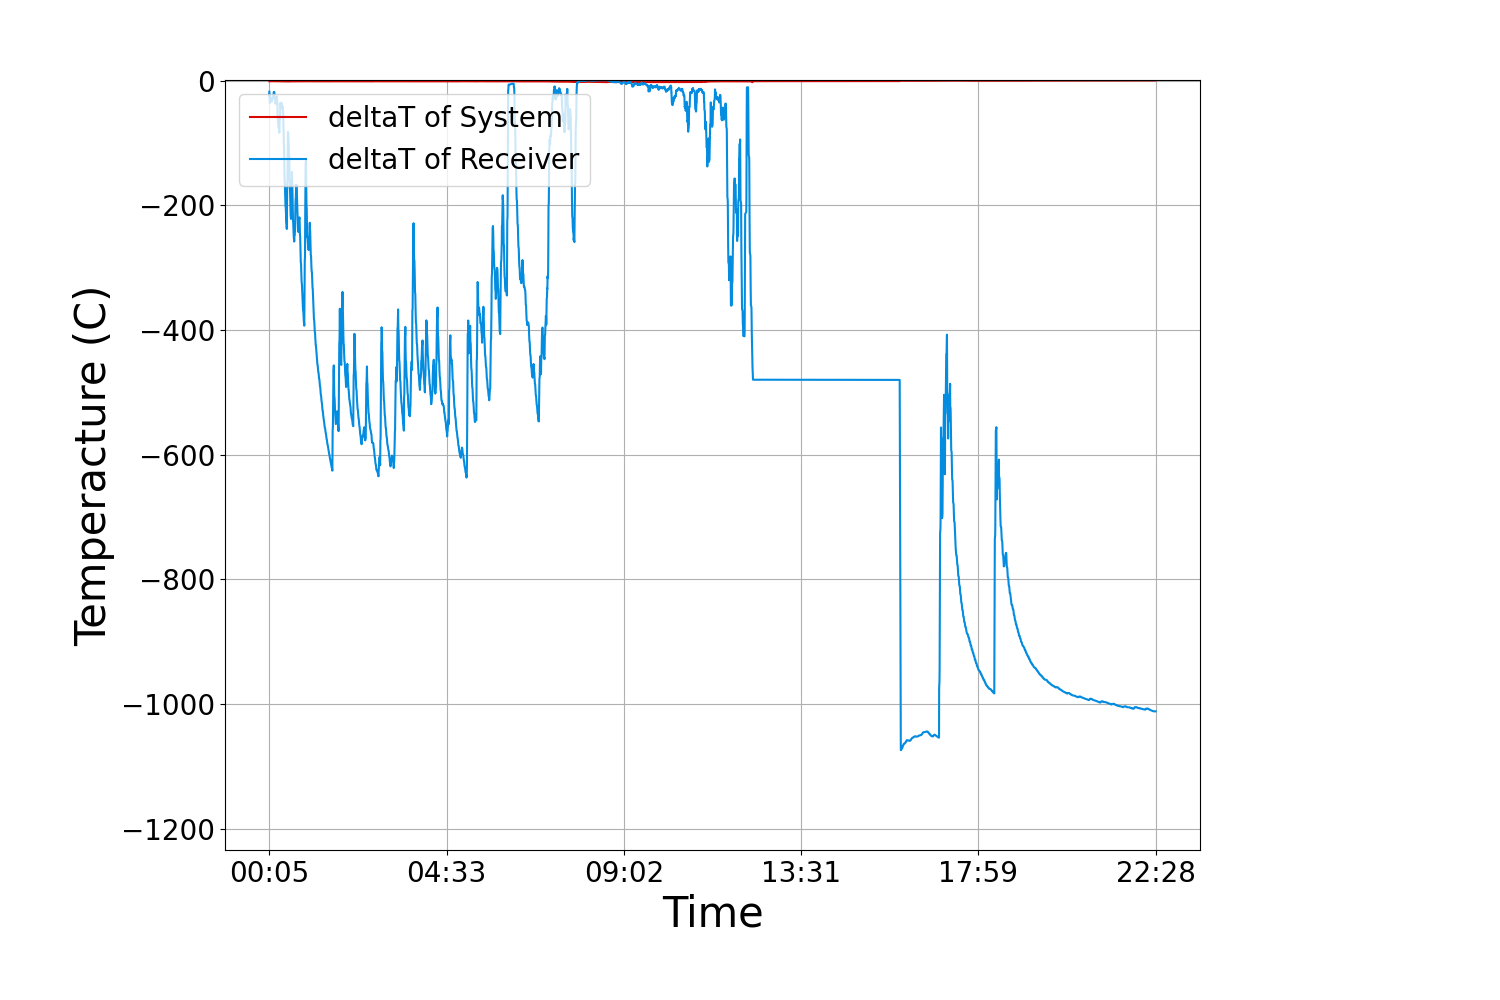 deltaT of System
deltaT of Receiver
0
−200
−400
−600
−800
−1000
−1200
Temperacture (C)
00:05 04:33 09:02 13:31 17:59 22:28
Time